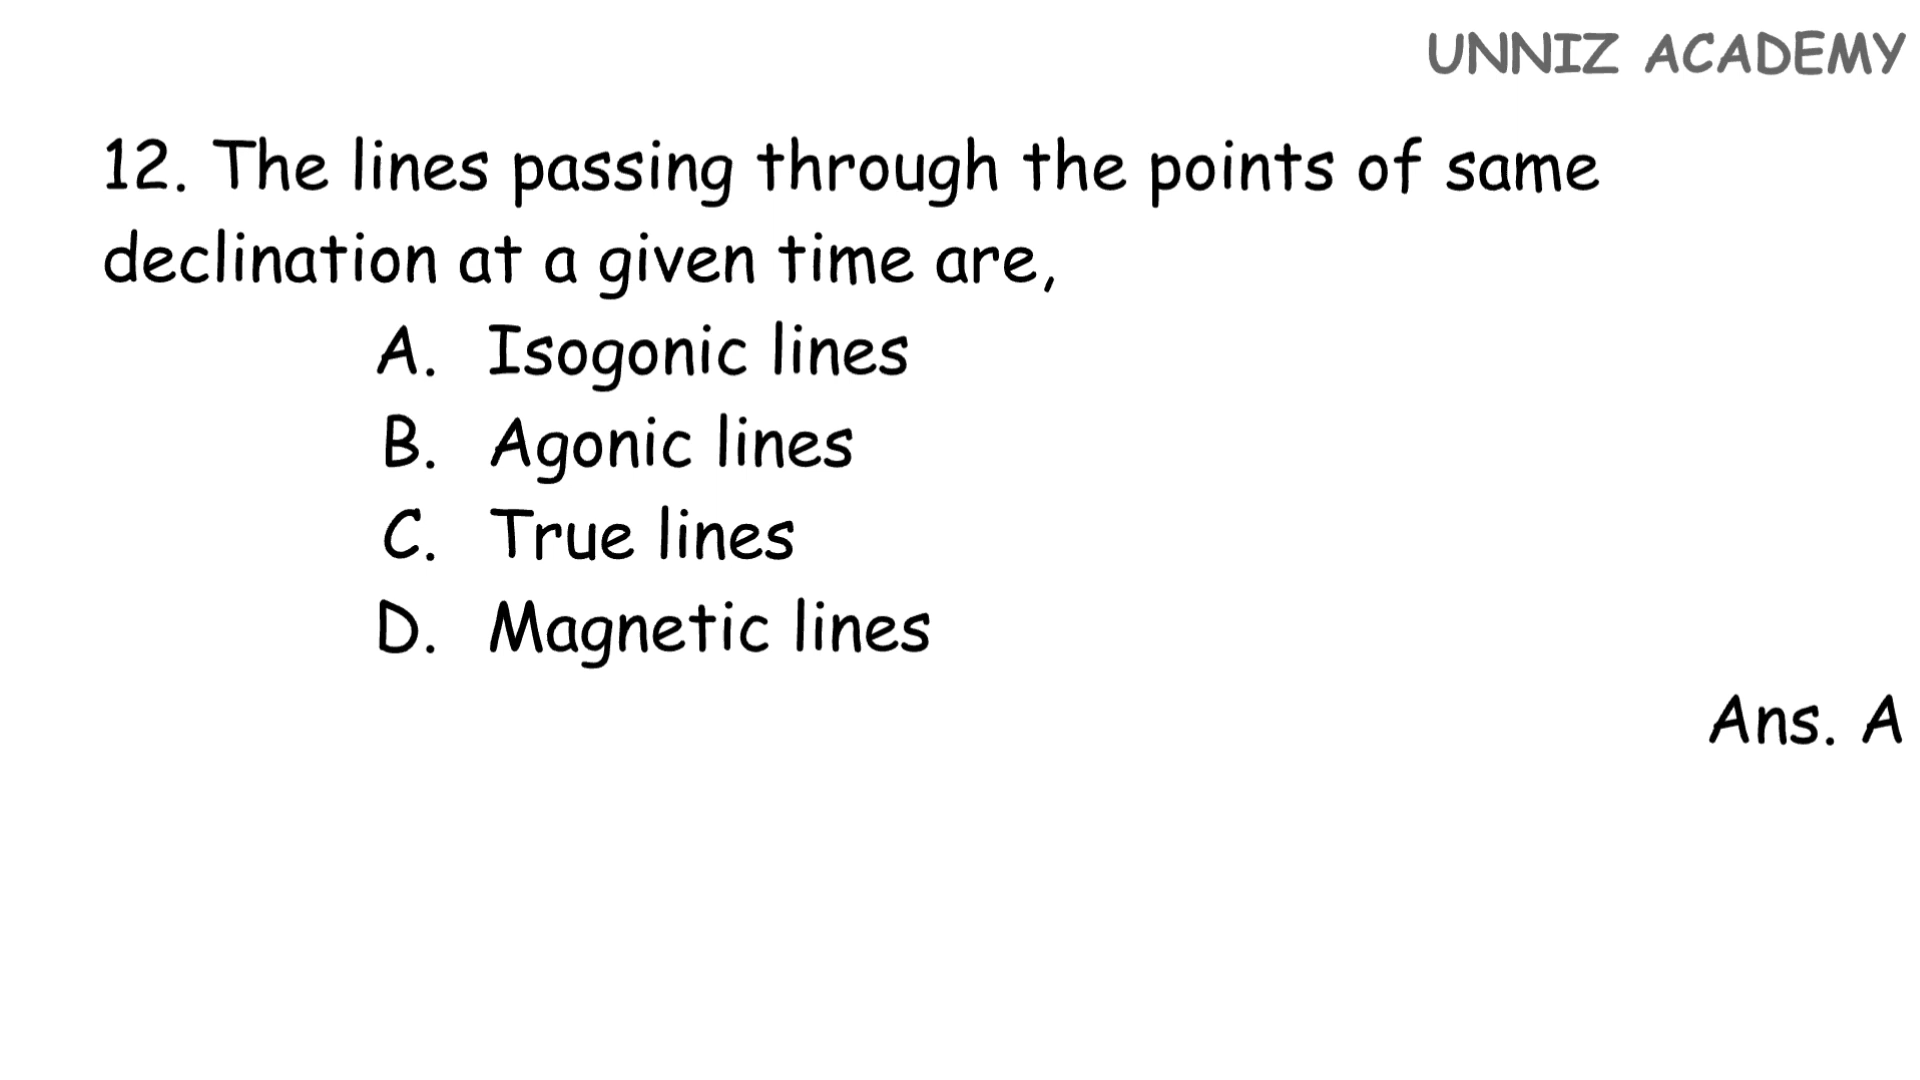 UNNIZ ACADEMY
12. The lines passing through the points of same
declination at a given time are,
A. Isogonic lines
B. Agonic lines
C. True lines
D. Magnetic lines
Ans. A